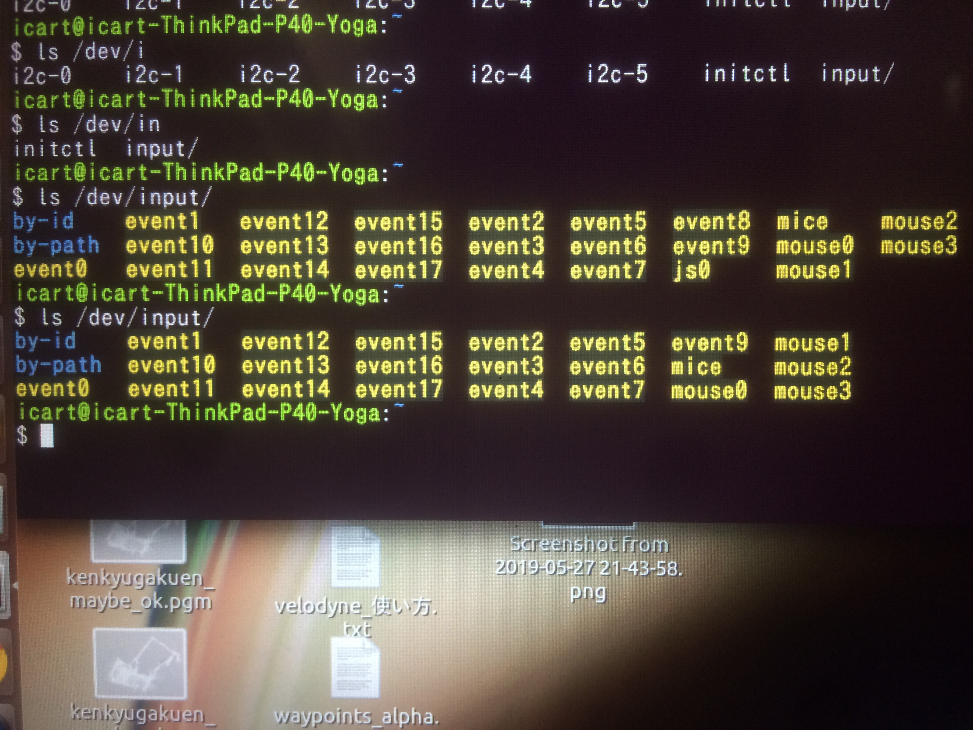 i2c-0 i2c-1 i2c-2 i2c-3 i2c-4 i2c-5 initctl input/
icart@icart-ThinkPad-P40-Yoga:~
$ ls /dev/i
i2c-0 i2c-1 i2c-2 i2c-3 i2c-4 i2c-5 initctl input/
icart@icart-ThinkPad-P40-Yoga:~
$ ls /dev/in
initctl input/
icart@icart-ThinkPad-P40-Yoga:~
$ ls /dev/input/
by-id event1 event12 event15 event2 event5 event8 mice mouse2
by-path event10 event13 event16 event3 event6 event9 mouse0 mouse3
event0 event11 event14 event17 event4 event7 js0 mouse1
icart@icart-ThinkPad-P40-Yoga:~
$ ls /dev/input/
by-id event1 event12 event15 event2 event5 event9 mouse1
by-path event10 event13 event16 event3 event6 mice mouse2
event0 event11 event14 event17 event4 event7 mouse0 mouse3
icart@icart-ThinkPad-P40-Yoga:~
$
kenkyugakuen_
maybe_ok.pgm
velodyne_使い方.
txt
Screenshot from
2019-05-27 21-43-58.
png
kenkyugakuen_
waypoints_alpha.